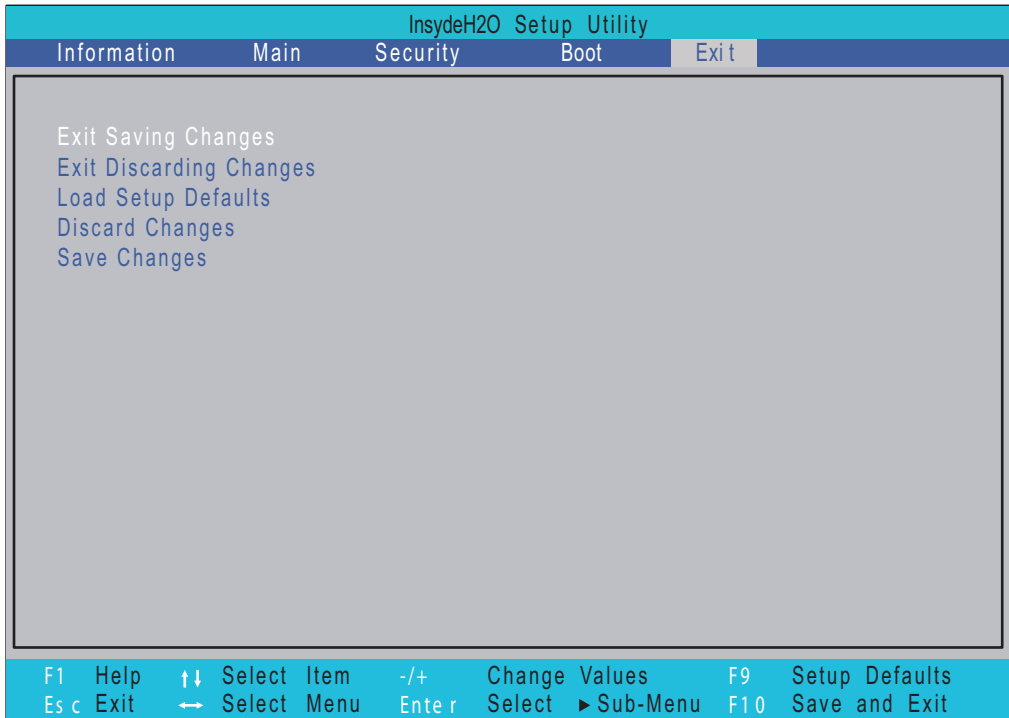 InsydeH2O Setup Utility
Information Main Security Boot Exit
Exit Saving Changes
Exit Discarding Changes
Load Setup Defaults
Discard Changes
Save Changes
F1 Help ↑↓ Select Item -/+ Change Values F9 Setup Defaults
Esc Exit ↔ Select Menu Enter Select ►Sub-Menu F10 Save and Exit